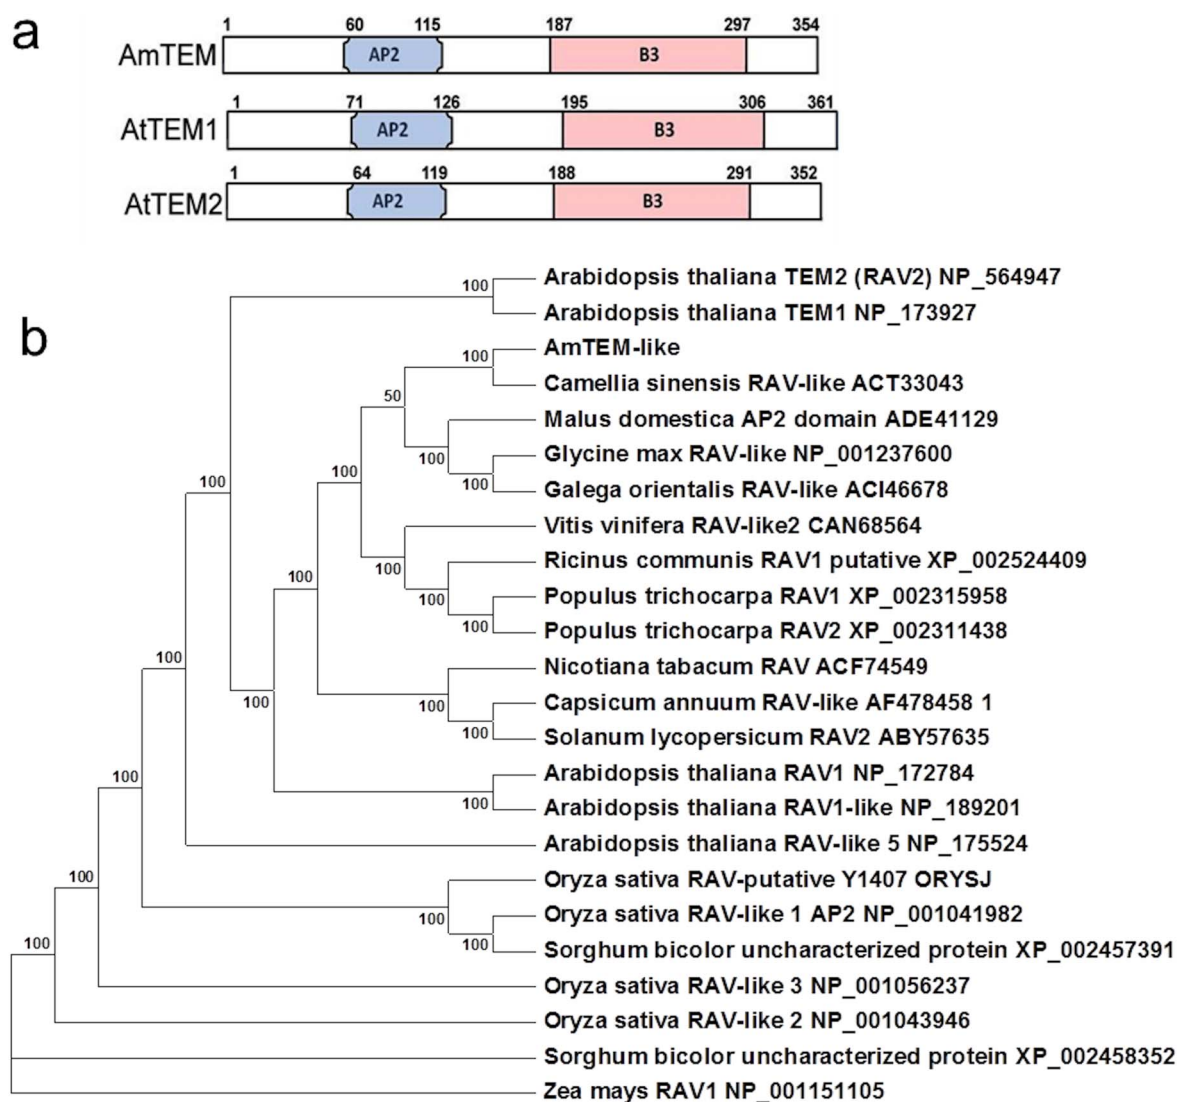 a
1 60 115 187 297 354
AmTEM AP2 B3
1 71 126 195 306 361
AtTEM1 AP2 B3
1 64 119 188 291 352
AtTEM2 AP2 B3
b
100 Arabidopsis thaliana TEM2 (RAV2) NP_564947
Arabidopsis thaliana TEM1 NP_173927
100 AmTEM-like
Camellia sinensis RAV-like ACT33043
50
Malus domestica AP2 domain ADE41129
100 Glycine max RAV-like NP_001237600
100 100 Galega orientalis RAV-like ACI46678
100
Vitis vinifera RAV-like2 CAN68564
100 Ricinus communis RAV1 putative XP_002524409
100 100 Populus trichocarpa RAV1 XP_002315958
100 Populus trichocarpa RAV2 XP_002311438
100 Nicotiana tabacum RAV ACF74549
100 100 Capsicum annuum RAV-like AF478458 1
100 Solanum lycopersicum RAV2 ABY57635
100 Arabidopsis thaliana RAV1 NP_172784
100 Arabidopsis thaliana RAV1-like NP_189201
Arabidopsis thaliana RAV-like 5 NP_175524
100 Oryza sativa RAV-putative Y1407 ORYSJ
100 Oryza sativa RAV-like 1 AP2 NP_001041982
100 100 Sorghum bicolor uncharacterized protein XP_002457391
Oryza sativa RAV-like 3 NP_001056237
Oryza sativa RAV-like 2 NP_001043946
Sorghum bicolor uncharacterized protein XP_002458352
Zea mays RAV1 NP_001151105